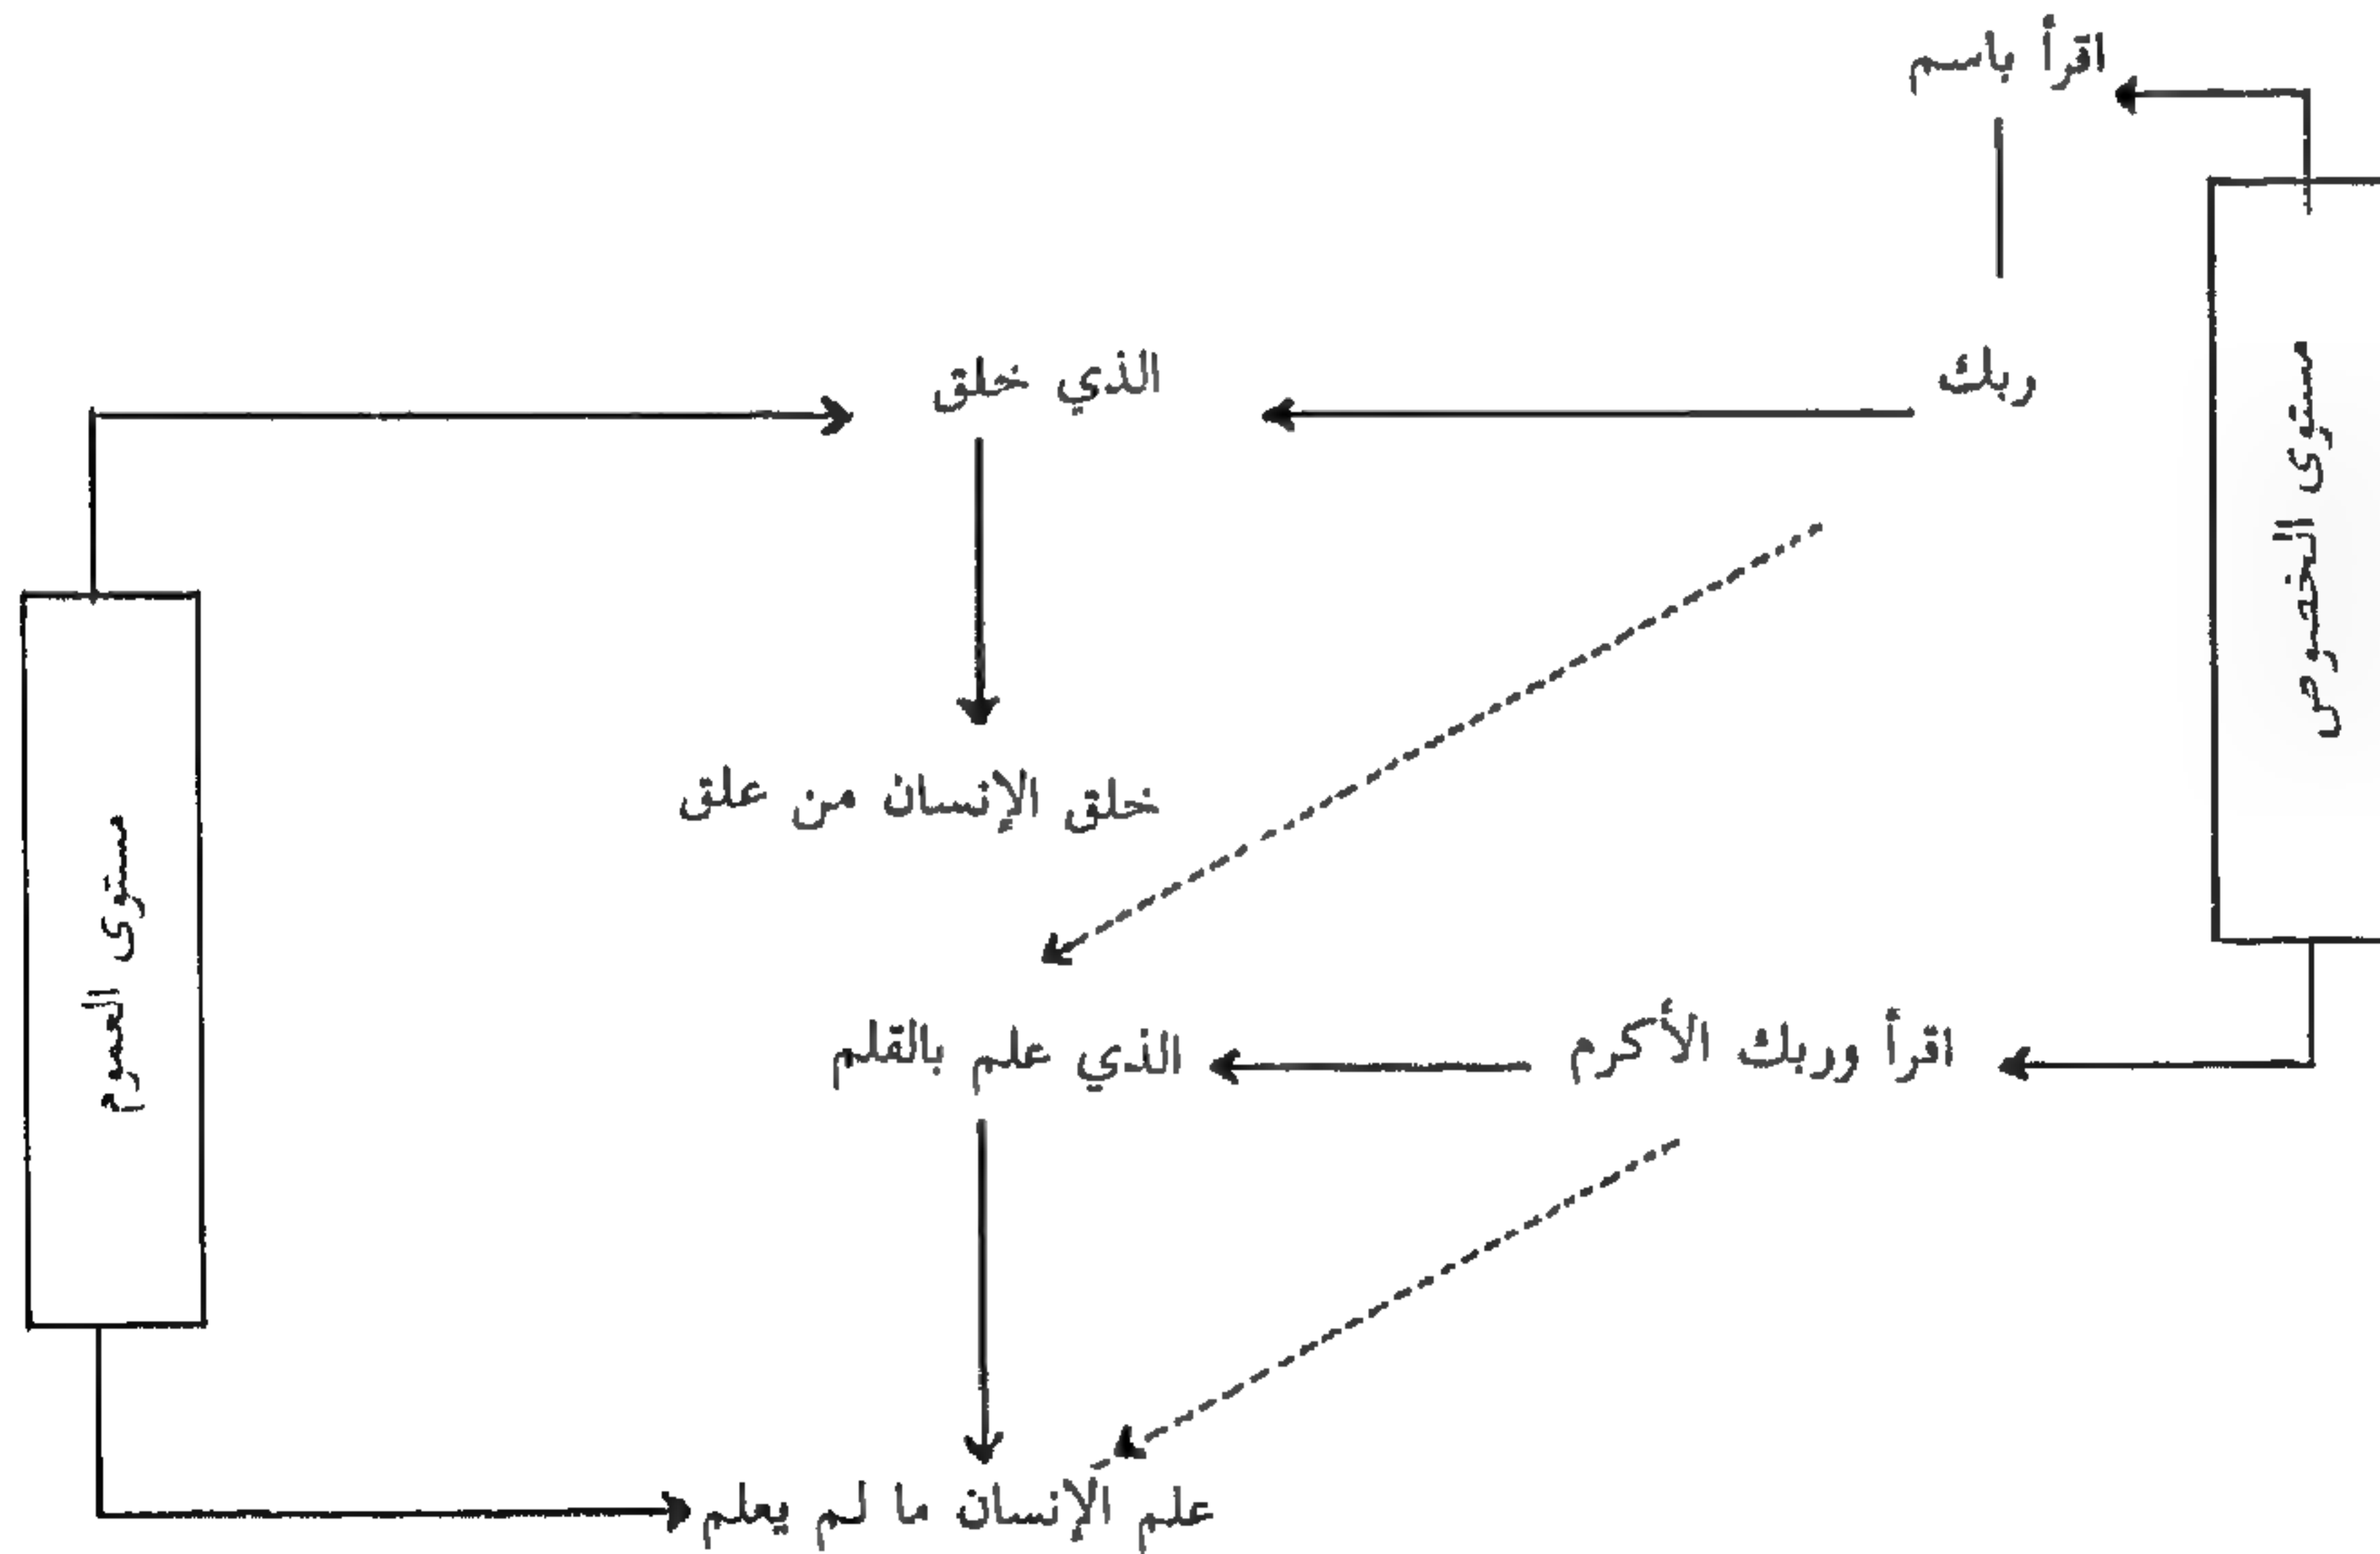 اقرأ باسم
ربك
الذي خلق
خلق الإنسان من علق
اقرأ وربك الأكرم
الذي علم بالقلم
علم الإنسان ما لم يعلم
مستوى الخصوص
مستوى العموم